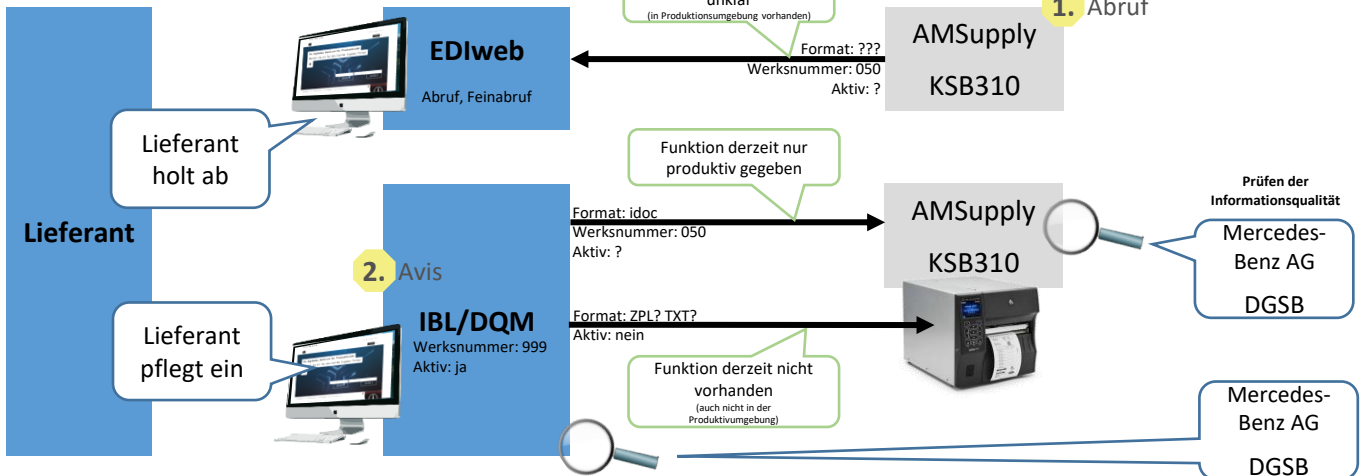 unklar
(in Produktionsumgebung vorhanden)
1. Abruf
EDIweb
Abruf, Feinabruf
Format: ???
Werksnummer: 050
Aktiv: ?
AMSupply
KSB310
Lieferant
holt ab
Funktion derzeit nur
produktiv gegeben
Lieferant
Format: idoc
Werksnummer: 050
Aktiv: ?
AMSupply
KSB310
Prüfen der
Informationsqualität
Mercedes-
Benz AG
DGSB
2. Avis
Lieferant
pflegt ein
IBL/DQM
Werksnummer: 999
Aktiv: ja
Format: ZPL? TXT?
Aktiv: nein
Funktion derzeit nicht
vorhanden
(auch nicht in der
Produktivumgebung)
Mercedes-
Benz AG
DGSB